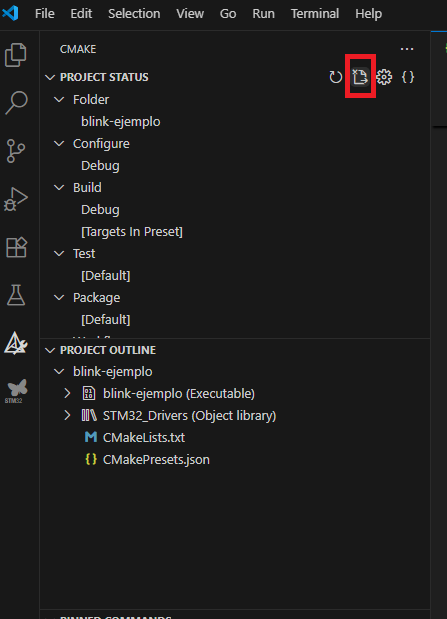 File Edit Selection View Go Run Terminal Help
CMAKE
PROJECT STATUS
Folder
blink-ejemplo
Configure
Debug
Build
Debug
[Targets In Preset]
Test
[Default]
Package
[Default]
PROJECT OUTLINE
blink-ejemplo
blink-ejemplo (Executable)
STM32_Drivers (Object library)
CMakeLists.txt
CMakePresets.json
STM32
PINNED COMMANDS